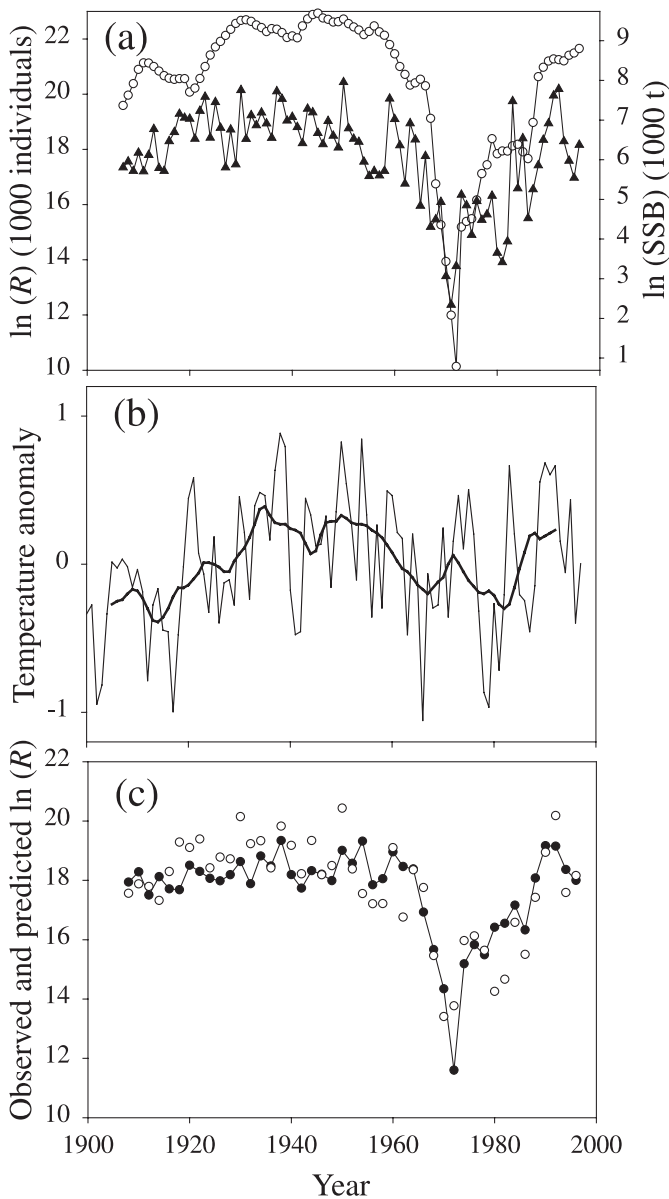 (a)
22
20
18
16
14
12
10
ln (R) (1000 individuals)
9
8
7
6
5
4
3
2
1
ln (SSB) (1000 t)
(b)
1
0
-1
Temperature anomaly
(c)
22
20
18
16
14
12
10
Observed and predicted ln (R)
1900 1920 1940 1960 1980 2000
Year